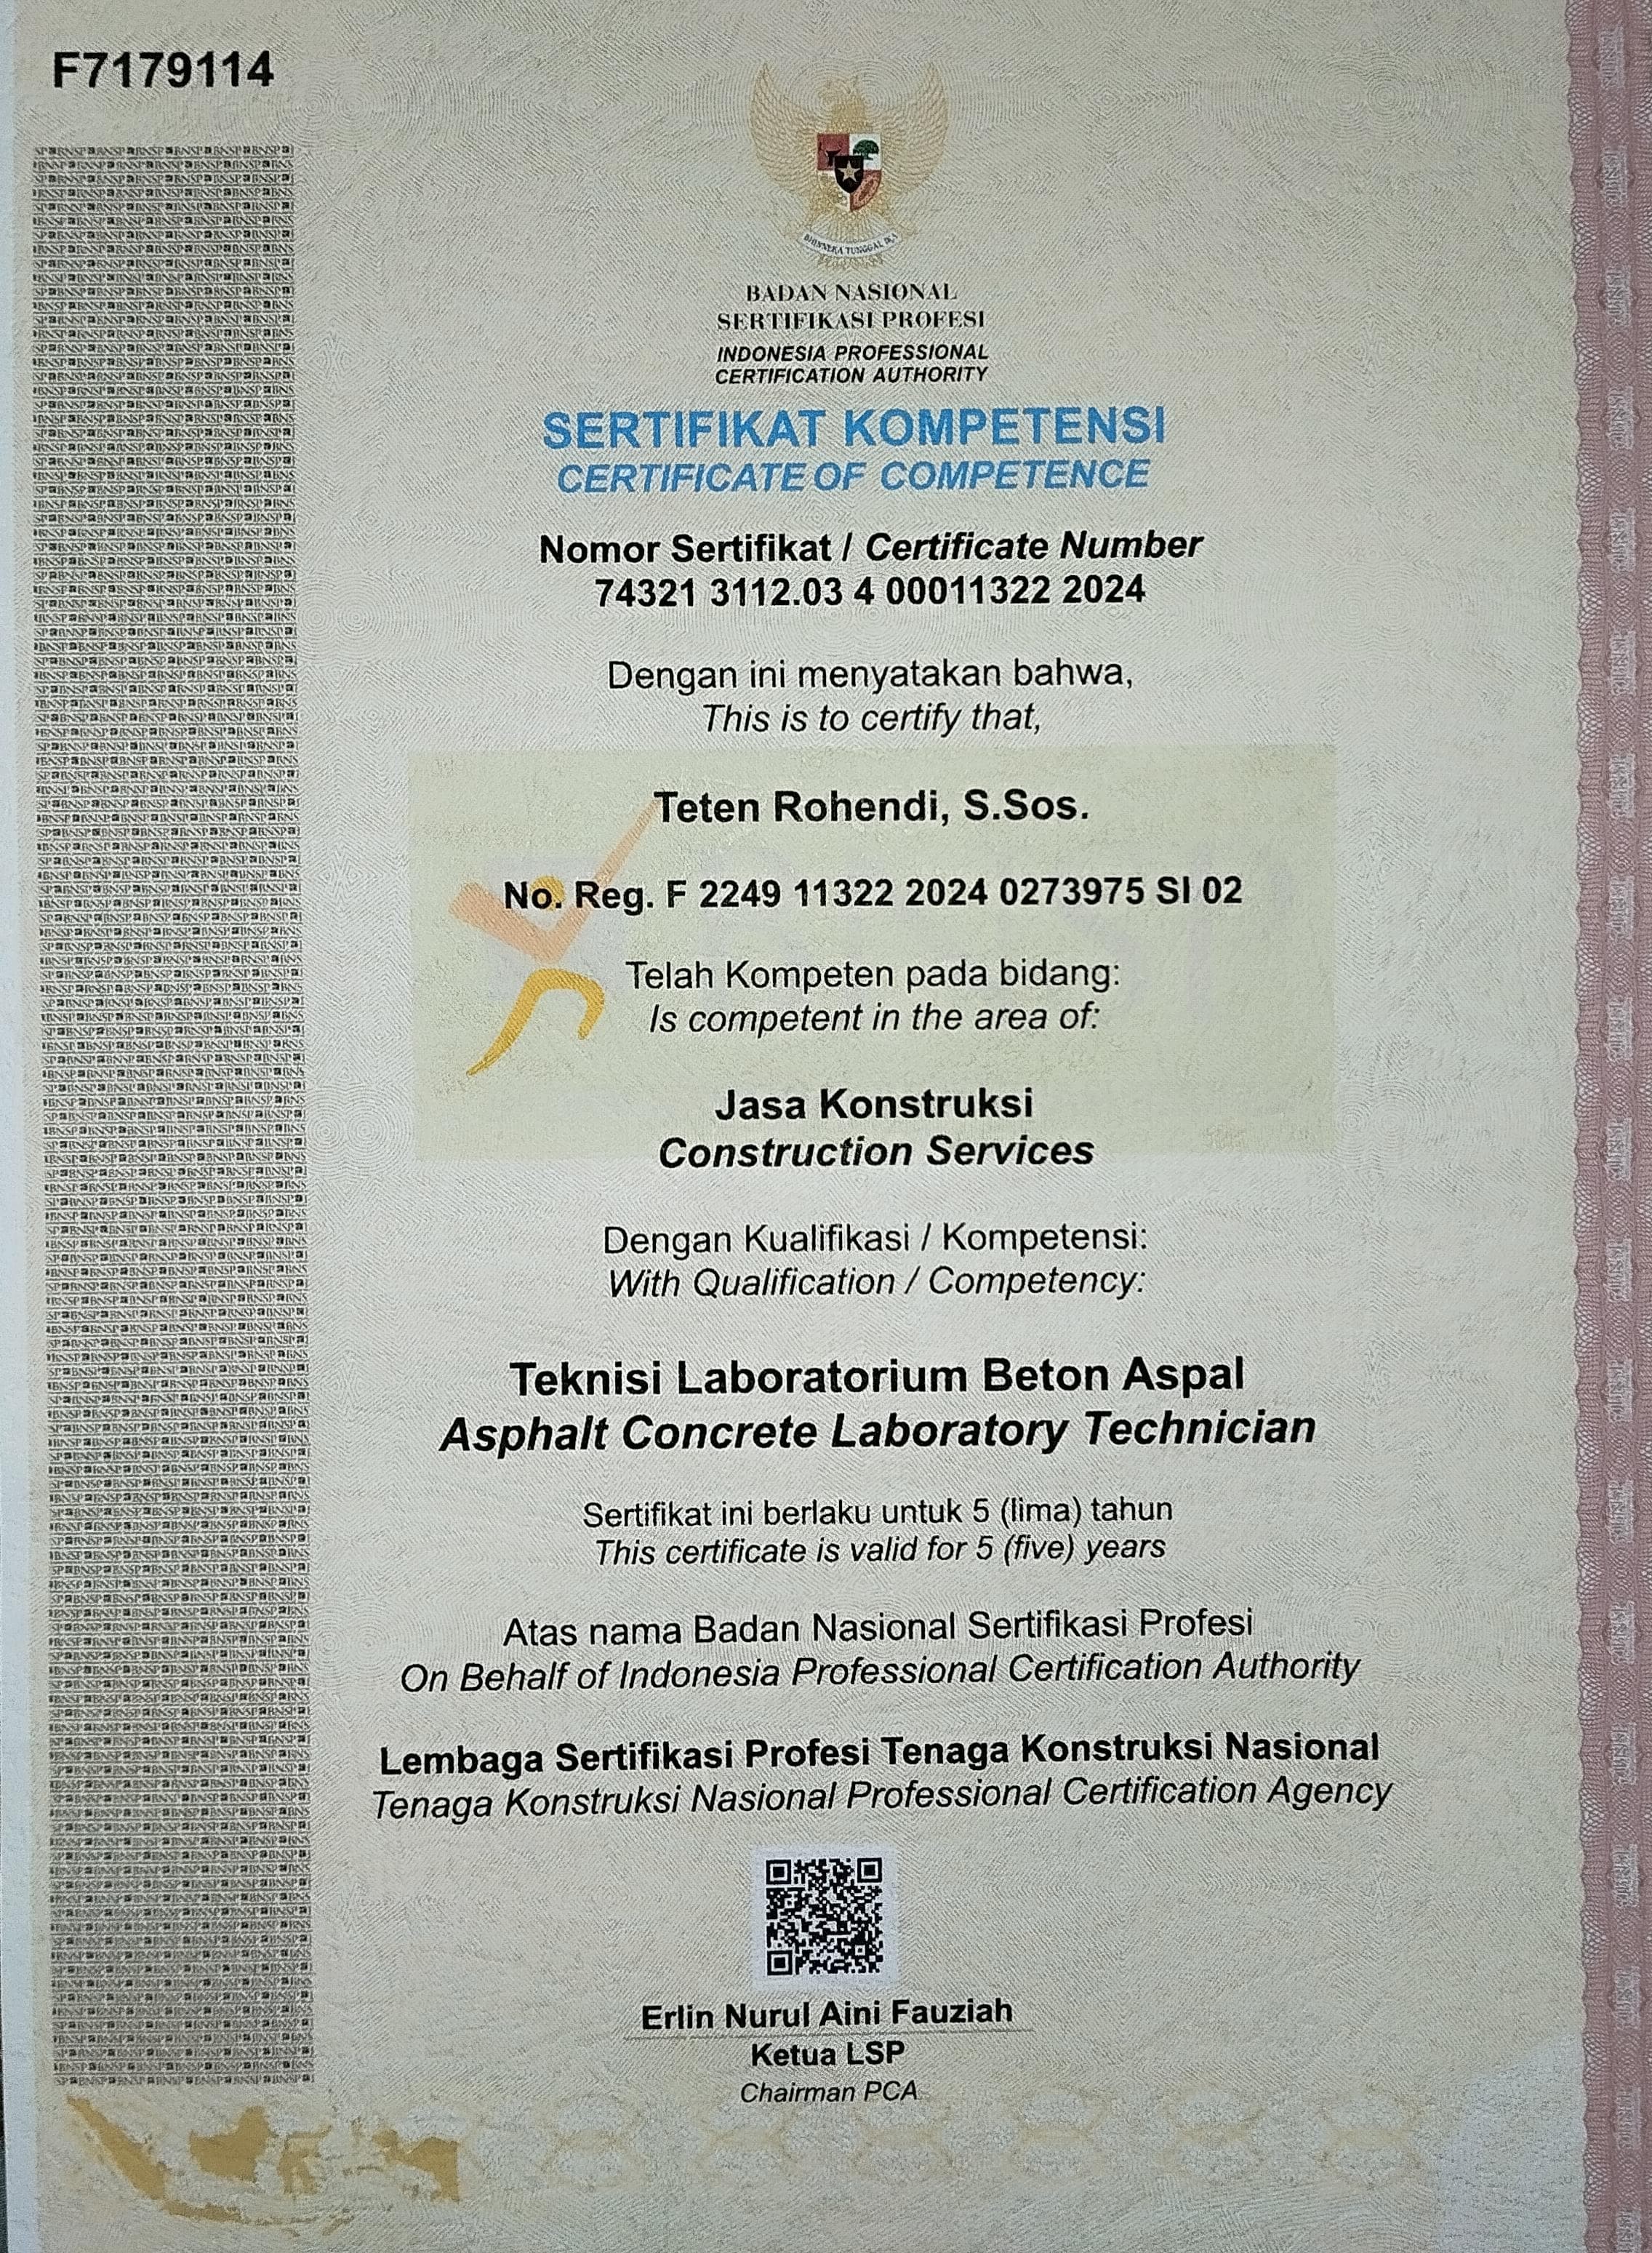 F7179114
BHINNEKA TUNGGAL IKA
BADAN NASIONAL
SERTIFIKASI PROFESI
INDONESIA PROFESSIONAL
CERTIFICATION AUTHORITY
SERTIFIKAT KOMPETENSI
CERTIFICATE OF COMPETENCE
Nomor Sertifikat / Certificate Number
74321 3112.03 4 00011322 2024
Dengan ini menyatakan bahwa,
This is to certify that,
Teten Rohendi, S.Sos.
No. Reg. F 2249 11322 2024 0273975 SI 02
Telah Kompeten pada bidang:
Is competent in the area of:
Jasa Konstruksi
Construction Services
Dengan Kualifikasi / Kompetensi:
With Qualification / Competency:
Teknisi Laboratorium Beton Aspal
Asphalt Concrete Laboratory Technician
Sertifikat ini berlaku untuk 5 (lima) tahun
This certificate is valid for 5 (five) years
Atas nama Badan Nasional Sertifikasi Profesi
On Behalf of Indonesia Professional Certification Authority
Lembaga Sertifikasi Profesi Tenaga Konstruksi Nasional
Tenaga Konstruksi Nasional Professional Certification Agency
Erlin Nurul Aini Fauziah
Ketua LSP
Chairman PCA